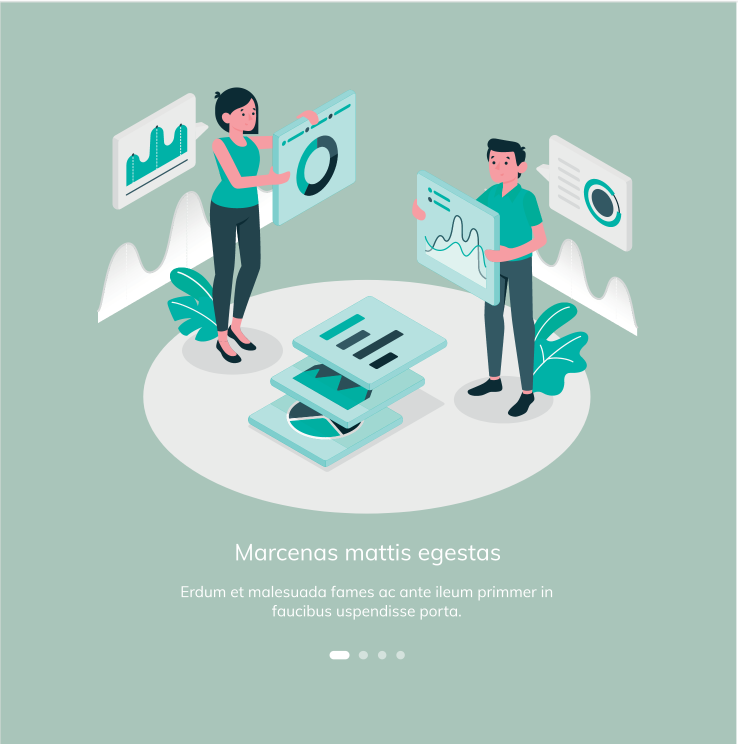 Marcenas mattis egestas
Erdum et malesuada fames ac ante ileum primmer in
faucibus uspendisse porta.